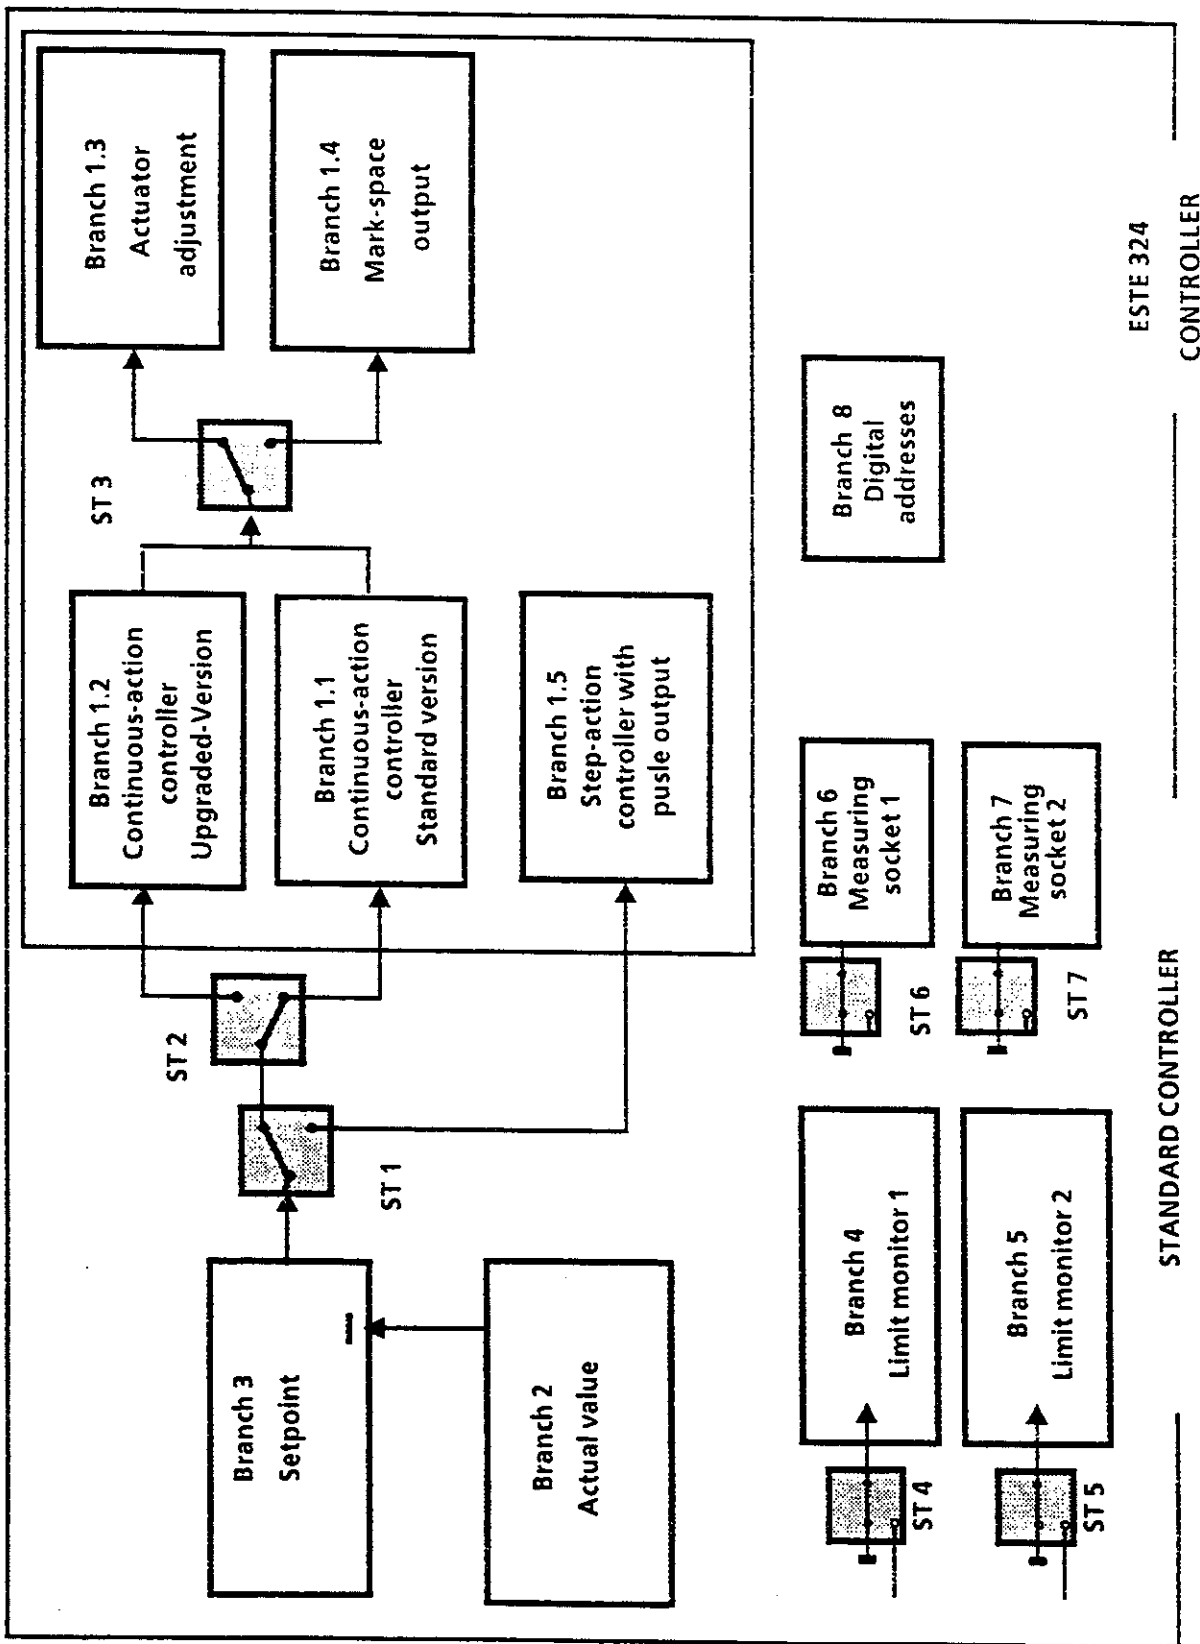 Branch 3
Setpoint
Branch 2
Actual value
ST 1
ST 2
Branch 1.2
Continuous-action
controller
Upgraded-Version
Branch 1.1
Continuous-action
controller
Standard version
Branch 1.5
Step-action
controller with
pusle output
ST 3
Branch 1.3
Actuator
adjustment
Branch 1.4
Mark-space
output
ST 4
Branch 4
Limit monitor 1
ST 5
Branch 5
Limit monitor 2
ST 6
Branch 6
Measuring
socket 1
ST 7
Branch 7
Measuring
socket 2
Branch 8
Digital
addresses
STANDARD CONTROLLER
ESTE 324
CONTROLLER